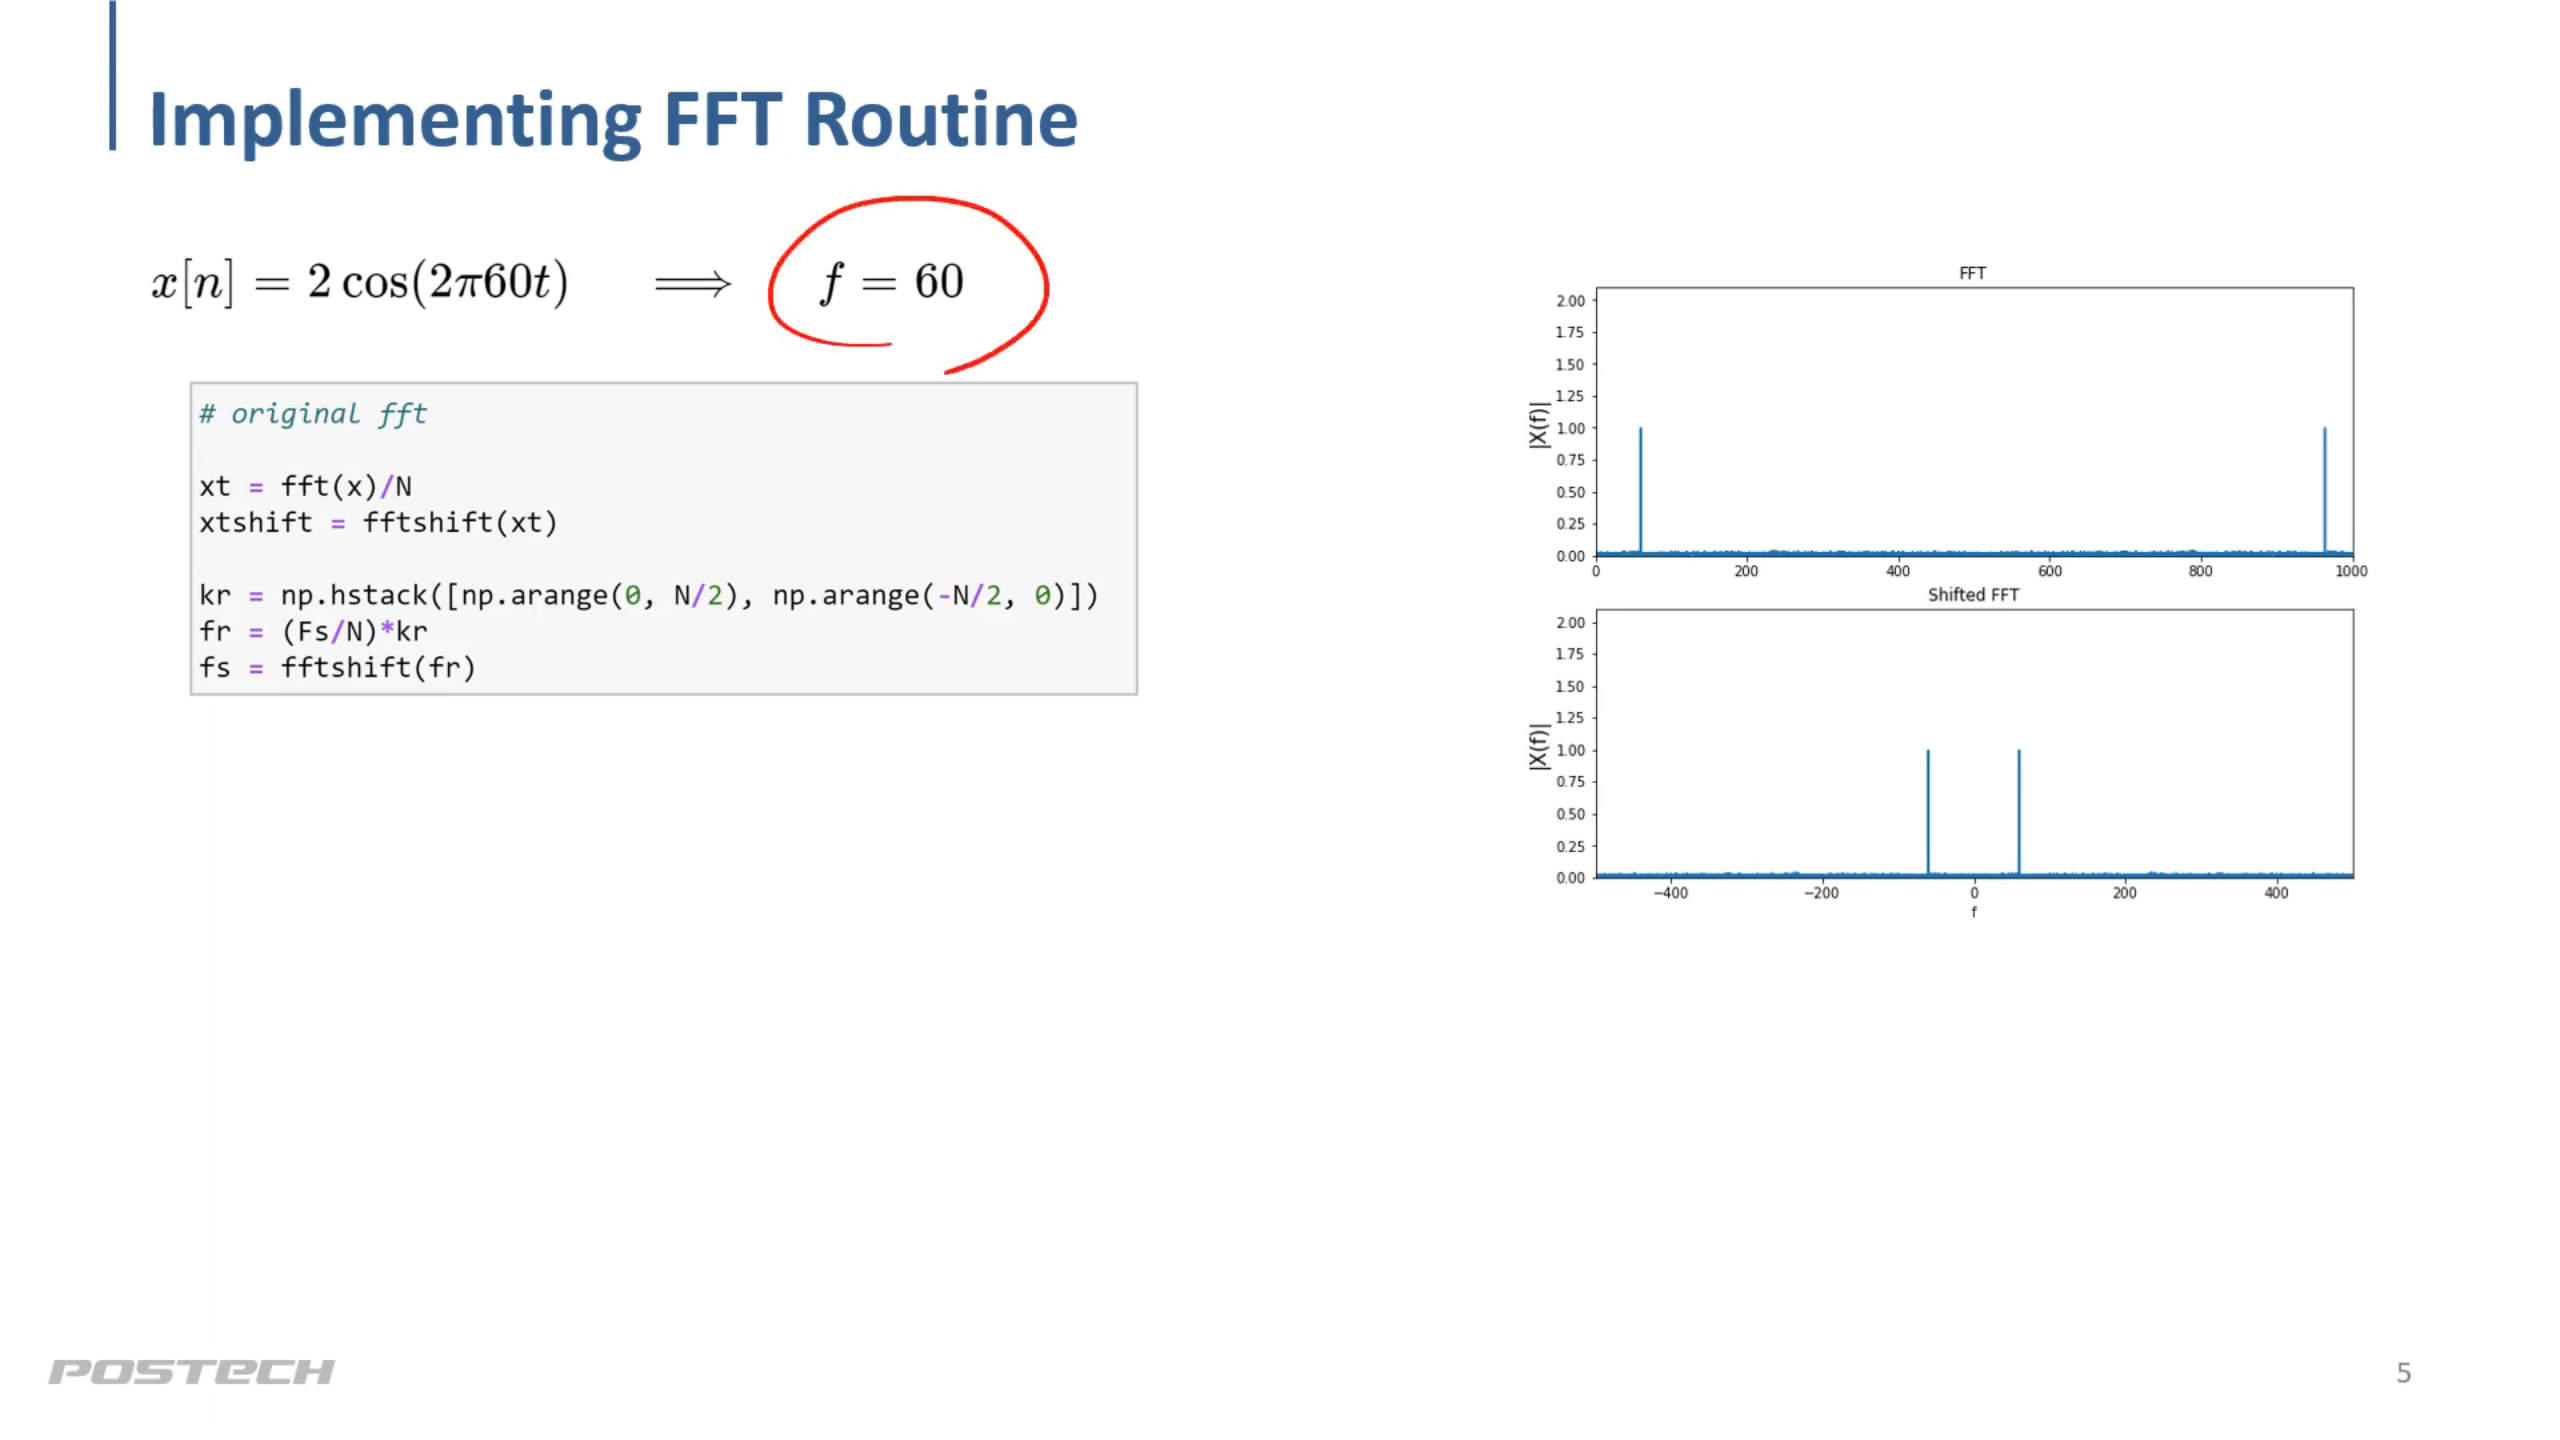 Implementing FFT Routine
x[n] = 2 cos(2π60t) ⟹ f = 60
# original fft
xt = fft(x)/N
xtshift = fftshift(xt)
kr = np.hstack([np.arange(0, N/2), np.arange(-N/2, 0)])
fr = (Fs/N)*kr
fs = fftshift(fr)
FFT
|X(f)|
2.00
1.75
1.50
1.25
1.00
0.75
0.50
0.25
0.00
0 200 400 600 800 1000
Shifted FFT
|X(f)|
2.00
1.75
1.50
1.25
1.00
0.75
0.50
0.25
0.00
−400 −200 0 200 400
f
POSTECH
5